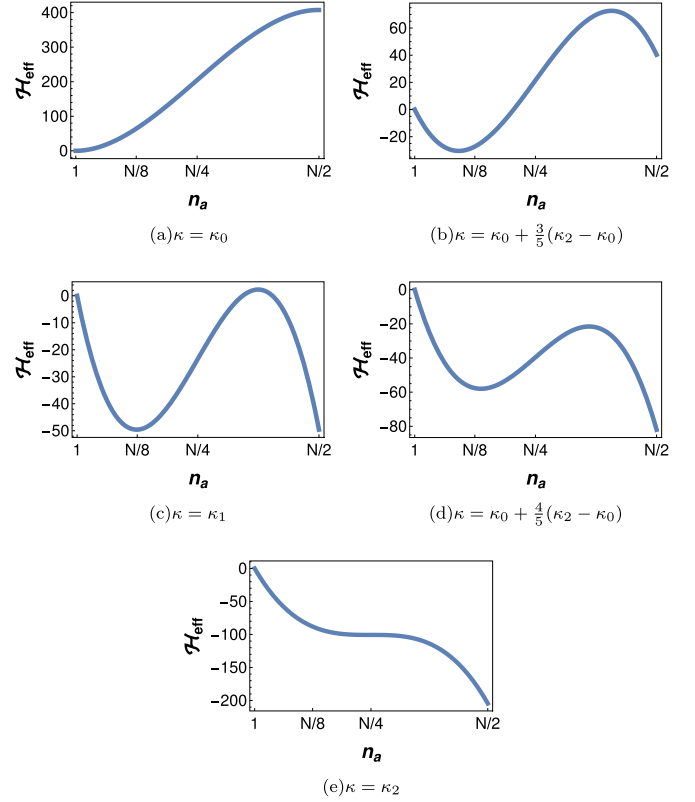 400
300
200
100
0
ℋeff
1 N/8 N/4 N/2
nₐ
(a)κ = κ₀
60
40
20
0
−20
ℋeff
1 N/8 N/4 N/2
nₐ
(b)κ = κ₀ + 3/5(κ₂ − κ₀)
0
−10
−20
−30
−40
−50
ℋeff
1 N/8 N/4 N/2
nₐ
(c)κ = κ₁
0
−20
−40
−60
−80
ℋeff
1 N/8 N/4 N/2
nₐ
(d)κ = κ₀ + 4/5(κ₂ − κ₀)
0
−50
−100
−150
−200
ℋeff
1 N/8 N/4 N/2
nₐ
(e)κ = κ₂